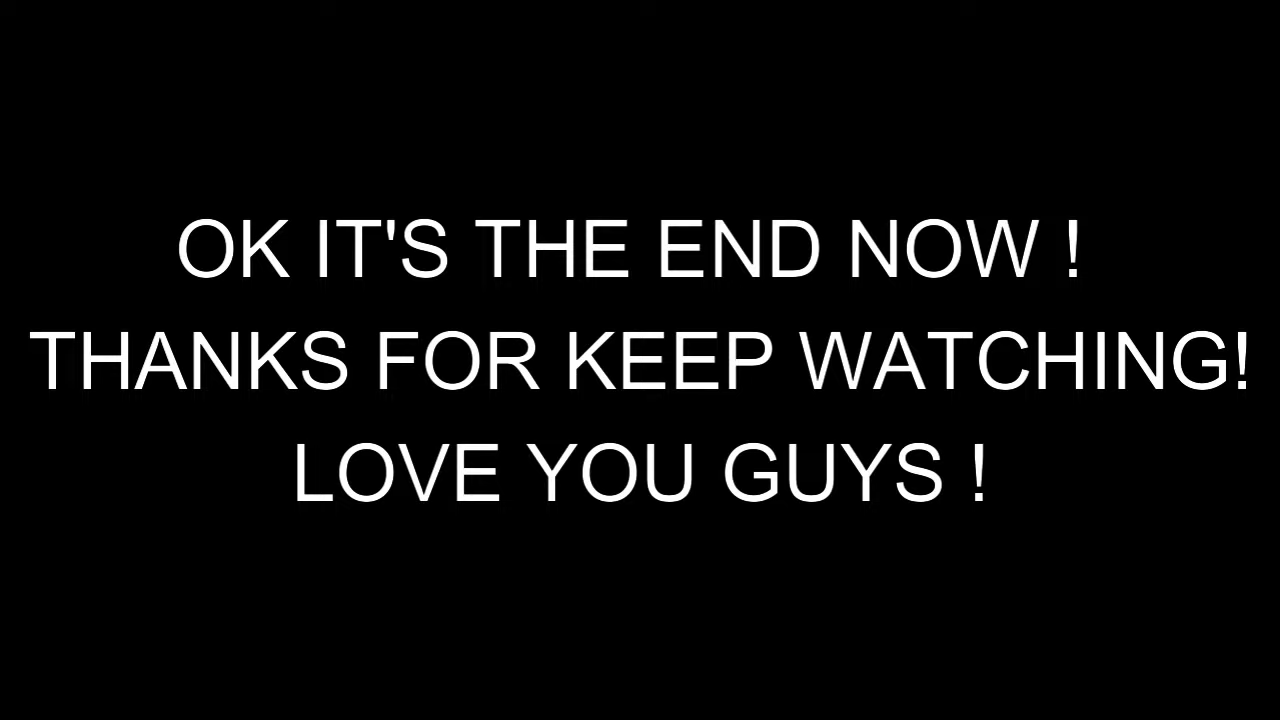 OK IT'S THE END NOW !
THANKS FOR KEEP WATCHING!
LOVE YOU GUYS !